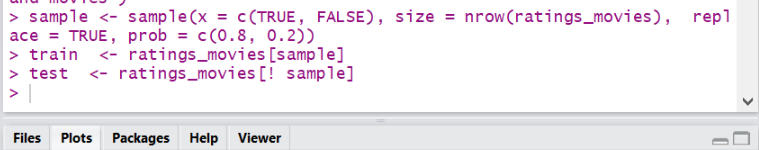 > sample <- sample(x = c(TRUE, FALSE), size = nrow(ratings_movies),  repl
ace = TRUE, prob = c(0.8, 0.2))
> train  <- ratings_movies[sample]
> test  <- ratings_movies[! sample]
>
Files Plots Packages Help Viewer